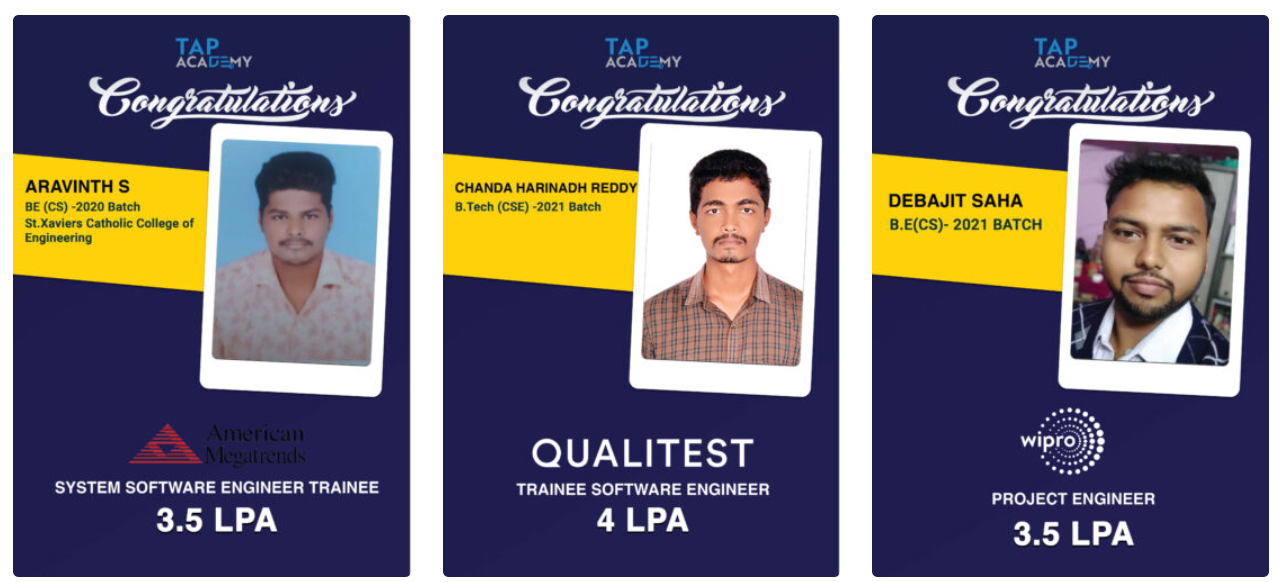 TAP
ACADEMY
Congratulations
ARAVINTH S
BE (CS) -2020 Batch
St.Xaviers Catholic College of
Engineering
American
Megatrends
SYSTEM SOFTWARE ENGINEER TRAINEE
3.5 LPA
TAP
ACADEMY
Congratulations
CHANDA HARINADH REDDY
B.Tech (CSE) -2021 Batch
QUALITEST
TRAINEE SOFTWARE ENGINEER
4 LPA
TAP
ACADEMY
Congratulations
DEBAJIT SAHA
B.E(CS)- 2021 BATCH
wipro
PROJECT ENGINEER
3.5 LPA